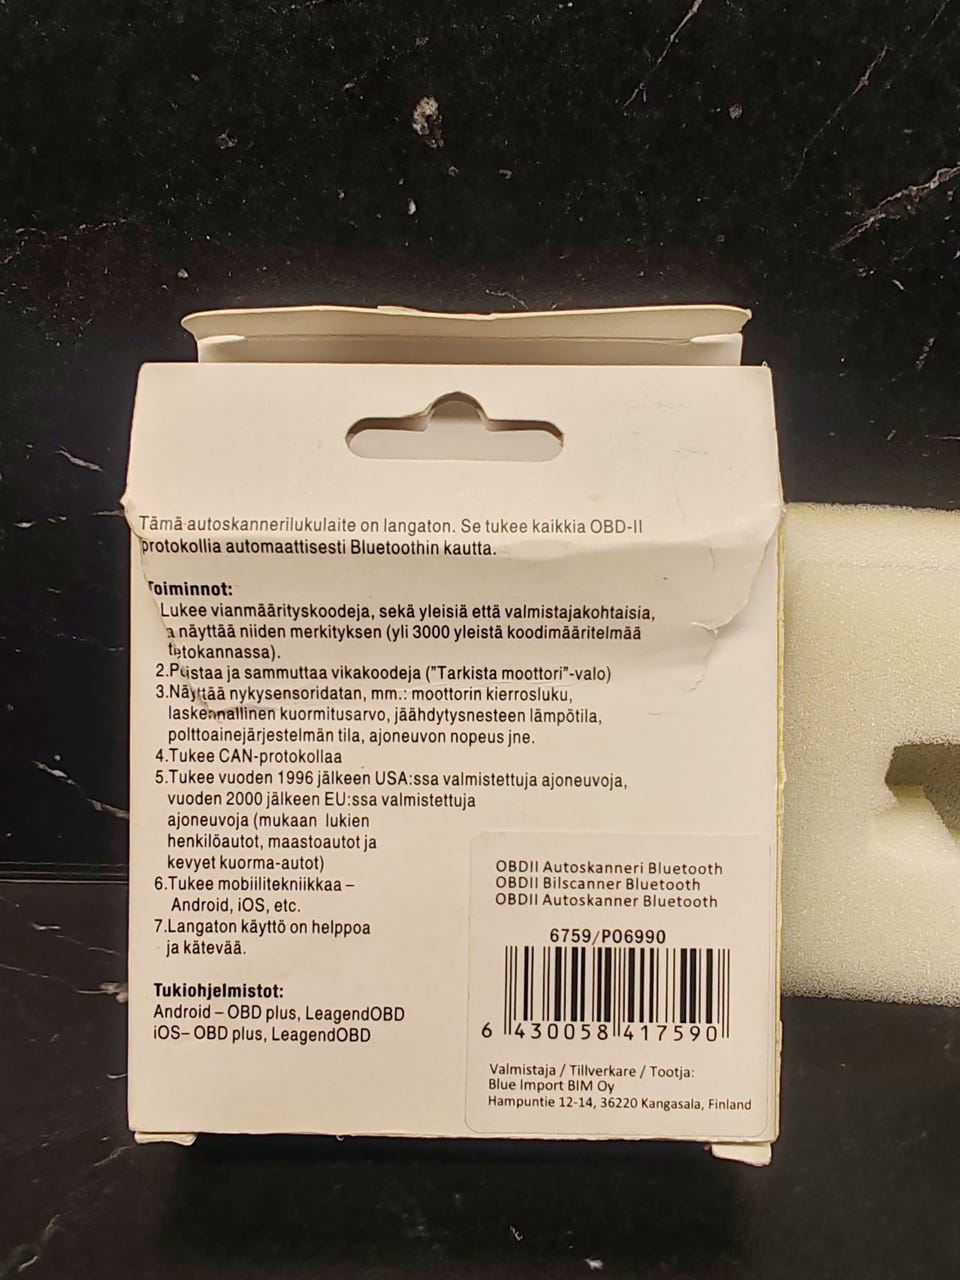 Tämä autoskannerilukulaite on langaton. Se tukee kaikkia OBD-II
protokollia automaattisesti Bluetoothin kautta.
Toiminnot:
Lukee vianmäärityskoodeja, sekä yleisiä että valmistajakohtaisia,
näyttää niiden merkityksen (yli 3000 yleistä koodimääritelmää
tietokannassa).
2.Poistaa ja sammuttaa vikakoodeja ("Tarkista moottori"-valo)
3.Näyttää nykysensoridatan, mm.: moottorin kierrosluku,
laskennallinen kuormitusarvo, jäähdytysnesteen lämpötila,
polttoainejärjestelmän tila, ajoneuvon nopeus jne.
4.Tukee CAN-protokollaa
5.Tukee vuoden 1996 jälkeen USA:ssa valmistettuja ajoneuvoja,
vuoden 2000 jälkeen EU:ssa valmistettuja
ajoneuvoja (mukaan lukien
henkilöautot, maastoautot ja
kevyet kuorma-autot)
6.Tukee mobiilitekniikkaa –
Android, iOS, etc.
7.Langaton käyttö on helppoa
ja kätevää.
Tukiohjelmistot:
Android – OBD plus, LeagendOBD
iOS– OBD plus, LeagendOBD
OBDII Autoskanneri Bluetooth
OBDII Bilscanner Bluetooth
OBDII Autoskanner Bluetooth
6759/P06990
6 430058 417590
Valmistaja / Tillverkare / Tootja:
Blue Import BIM Oy
Hampuntie 12-14, 36220 Kangasala, Finland